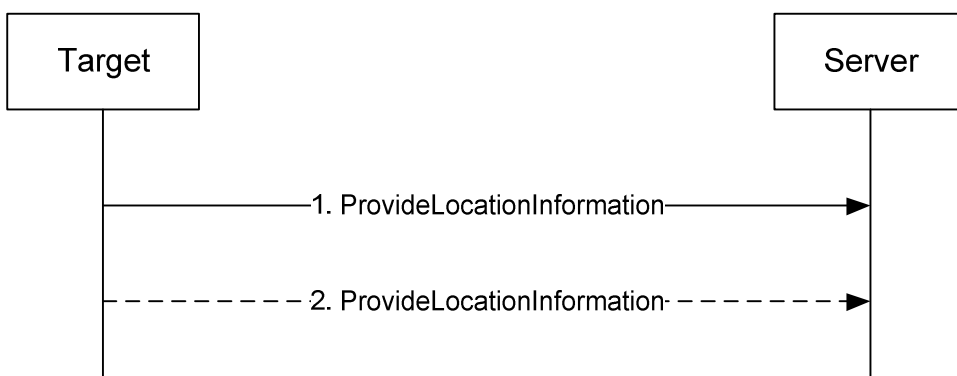 Target
Server
1. ProvideLocationInformation
2. ProvideLocationInformation